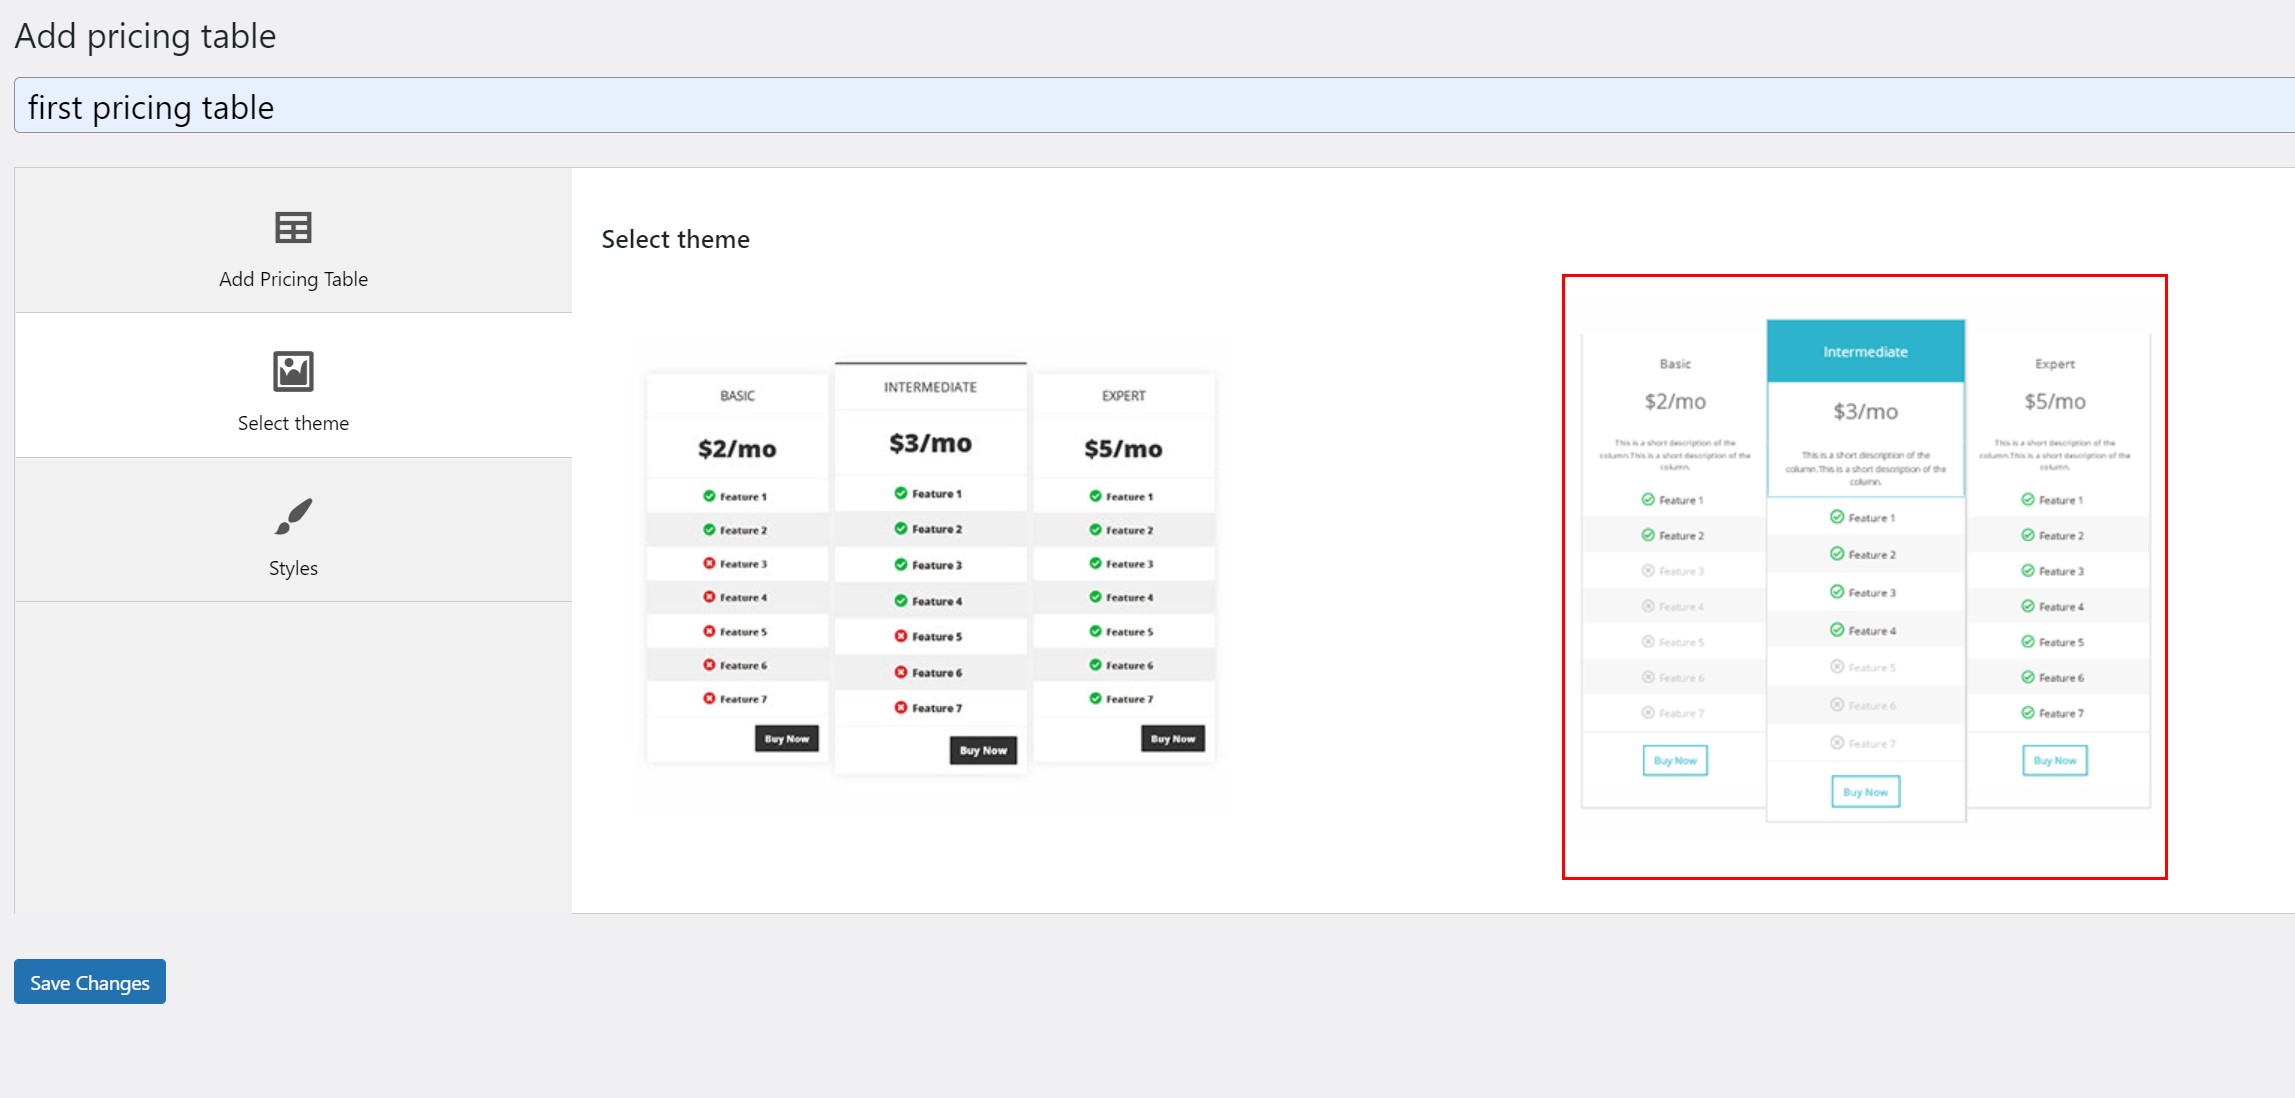 Add pricing table
first pricing table
Add Pricing Table
Select theme
Styles
Select theme
BASIC
$2/mo
Feature 1
Feature 2
Feature 3
Feature 4
Feature 5
Feature 6
Feature 7
Buy Now
INTERMEDIATE
$3/mo
Feature 1
Feature 2
Feature 3
Feature 4
Feature 5
Feature 6
Feature 7
Buy Now
EXPERT
$5/mo
Feature 1
Feature 2
Feature 3
Feature 4
Feature 5
Feature 6
Feature 7
Buy Now
Basic
$2/mo
This is a short description of the
column.This is a short description of the
column.
Feature 1
Feature 2
Feature 3
Feature 4
Feature 5
Feature 6
Feature 7
Buy Now
Intermediate
$3/mo
This is a short description of the
column.This is a short description of the
column.
Feature 1
Feature 2
Feature 3
Feature 4
Feature 5
Feature 6
Feature 7
Buy Now
Expert
$5/mo
This is a short description of the
column.This is a short description of the
column.
Feature 1
Feature 2
Feature 3
Feature 4
Feature 5
Feature 6
Feature 7
Buy Now
Save Changes